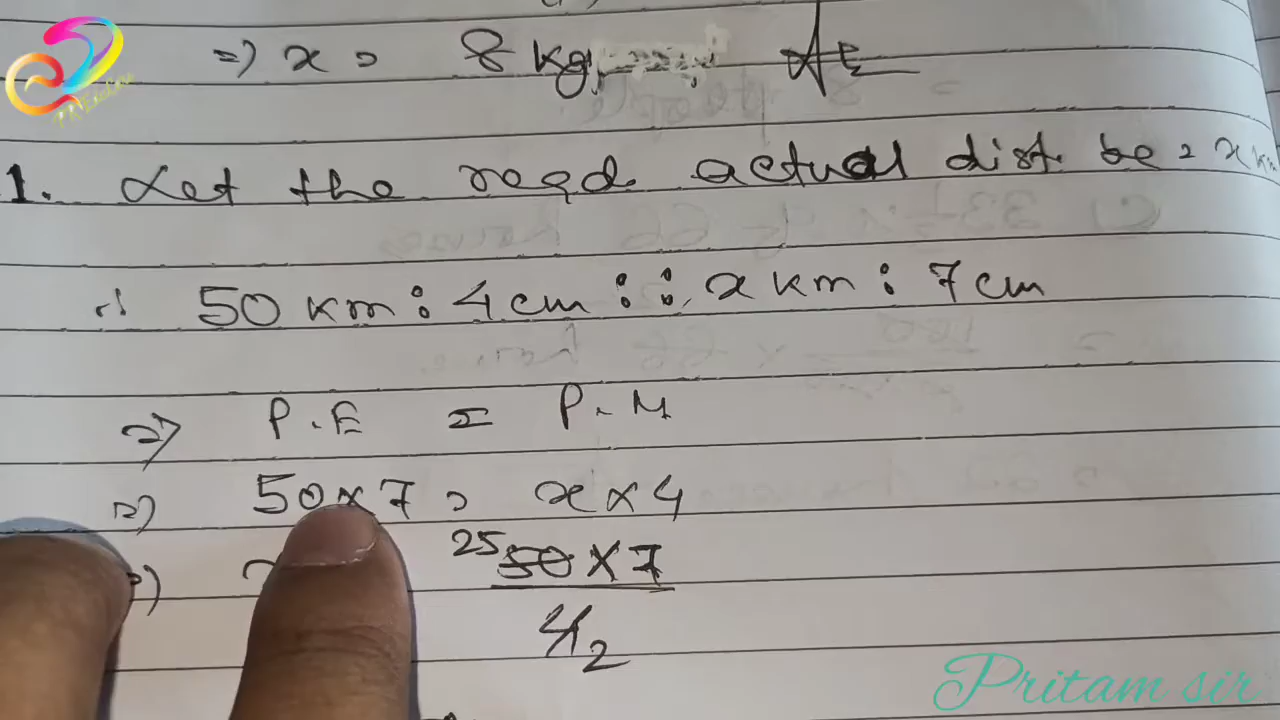 ⇒ x = 8 kg.
1. Let the reqd. actual dist. be = x km
∴ 50 km : 4 cm :: x km : 7 cm
⇒ P.E = P.M
⇒ 50 × 7 = x × 4
⇒ 25 50 × 7
4 2
Pritam sir